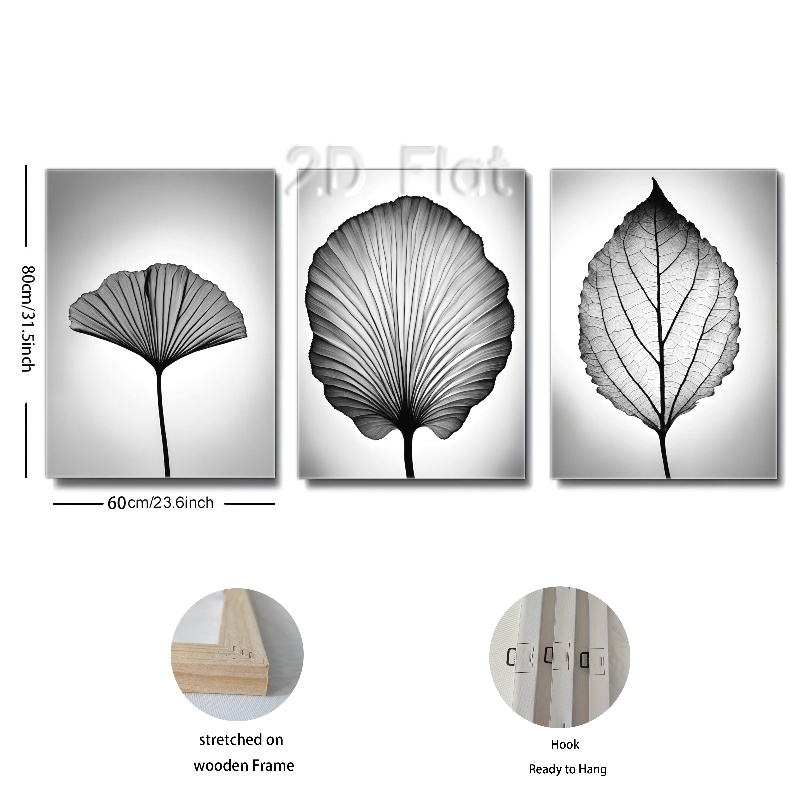 2D Flat
80cm/31.5inch
60cm/23.6inch
stretched on
wooden Frame
Hook
Ready to Hang